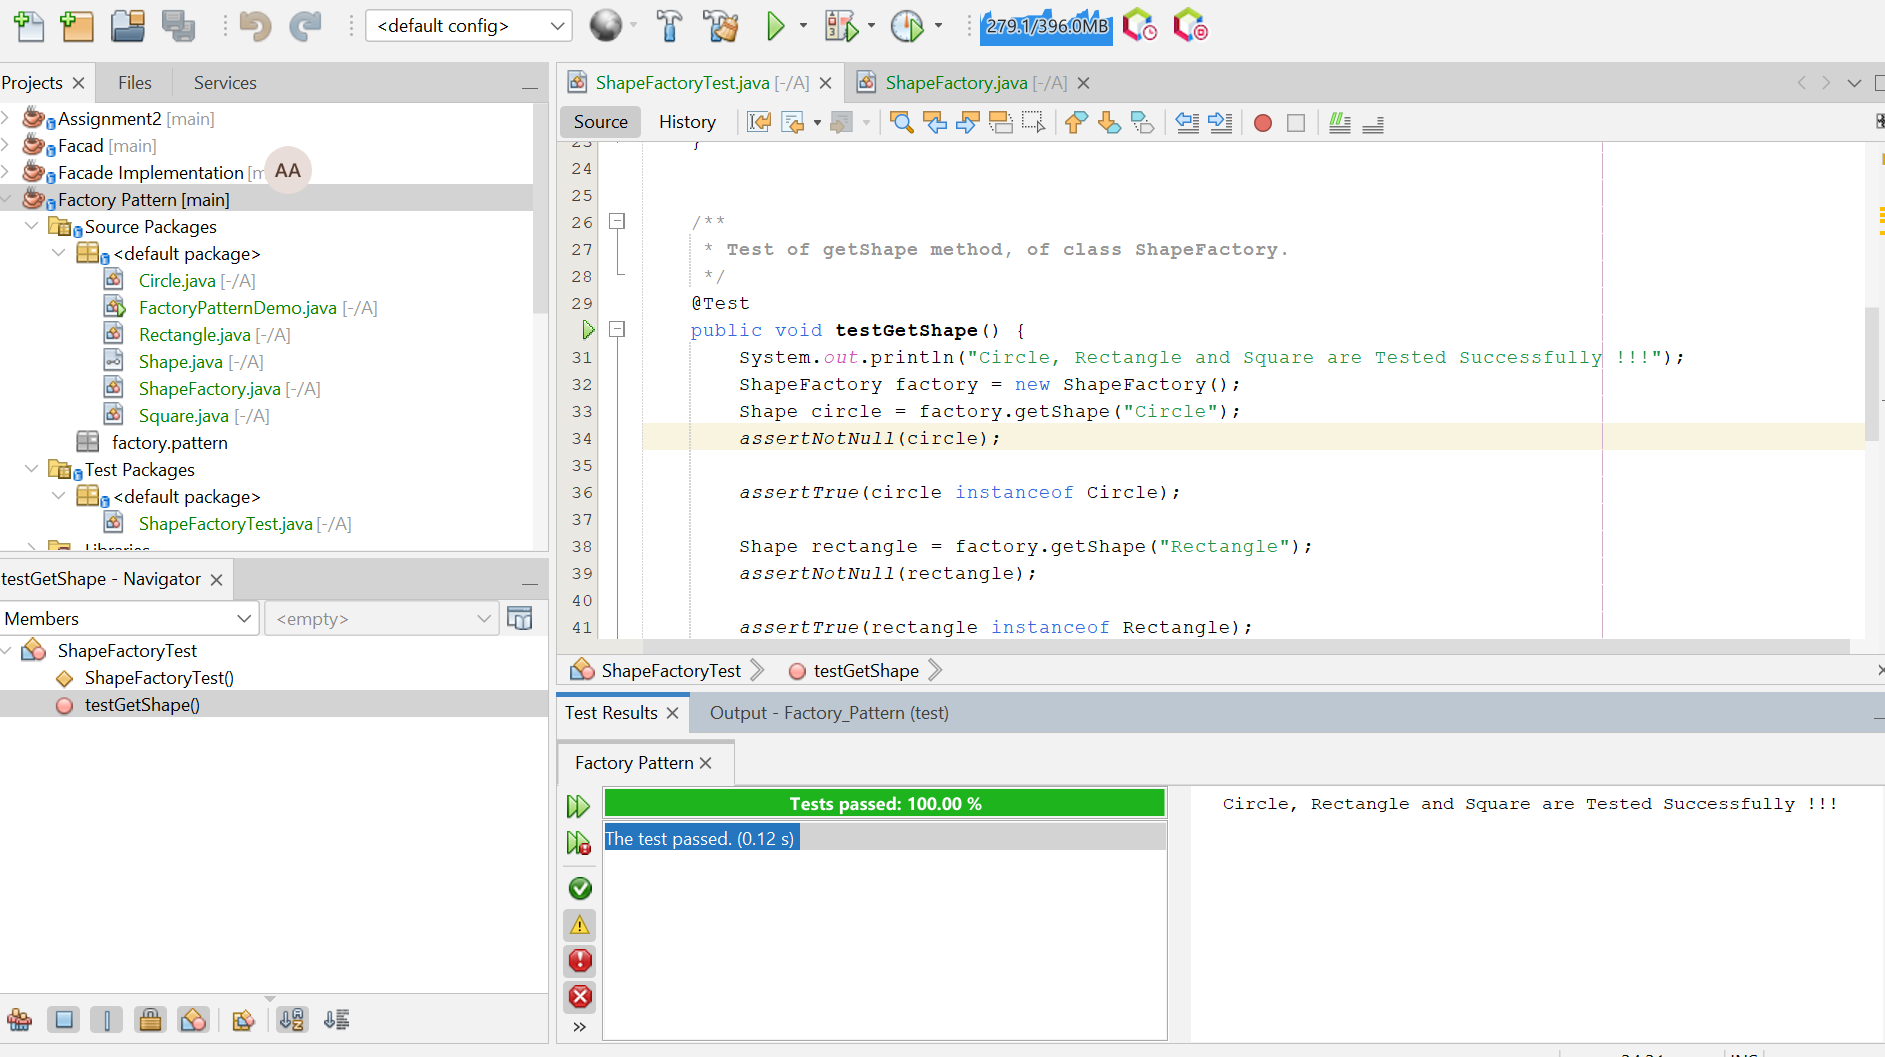 <default config>
279.1/396.0MB
Projects
Files
Services
Assignment2 [main]
Facad [main]
Facade Implementation [m
AA
Factory Pattern [main]
Source Packages
<default package>
Circle.java [-/A]
FactoryPatternDemo.java [-/A]
Rectangle.java [-/A]
Shape.java [-/A]
ShapeFactory.java [-/A]
Square.java [-/A]
factory.pattern
Test Packages
<default package>
ShapeFactoryTest.java [-/A]
Libraries
testGetShape - Navigator
Members
<empty>
ShapeFactoryTest
ShapeFactoryTest()
testGetShape()
ShapeFactoryTest.java [-/A]
ShapeFactory.java [-/A]
Source
History
23 }
24
25
26 /**
27 * Test of getShape method, of class ShapeFactory.
28 */
29 @Test
public void testGetShape() {
31 System.out.println("Circle, Rectangle and Square are Tested Successfully !!!");
32 ShapeFactory factory = new ShapeFactory();
33 Shape circle = factory.getShape("Circle");
34 assertNotNull(circle);
35
36 assertTrue(circle instanceof Circle);
37
38 Shape rectangle = factory.getShape("Rectangle");
39 assertNotNull(rectangle);
40
41 assertTrue(rectangle instanceof Rectangle);
ShapeFactoryTest
testGetShape
Test Results
Output - Factory_Pattern (test)
Factory Pattern
Tests passed: 100.00 %
The test passed. (0.12 s)
Circle, Rectangle and Square are Tested Successfully !!!